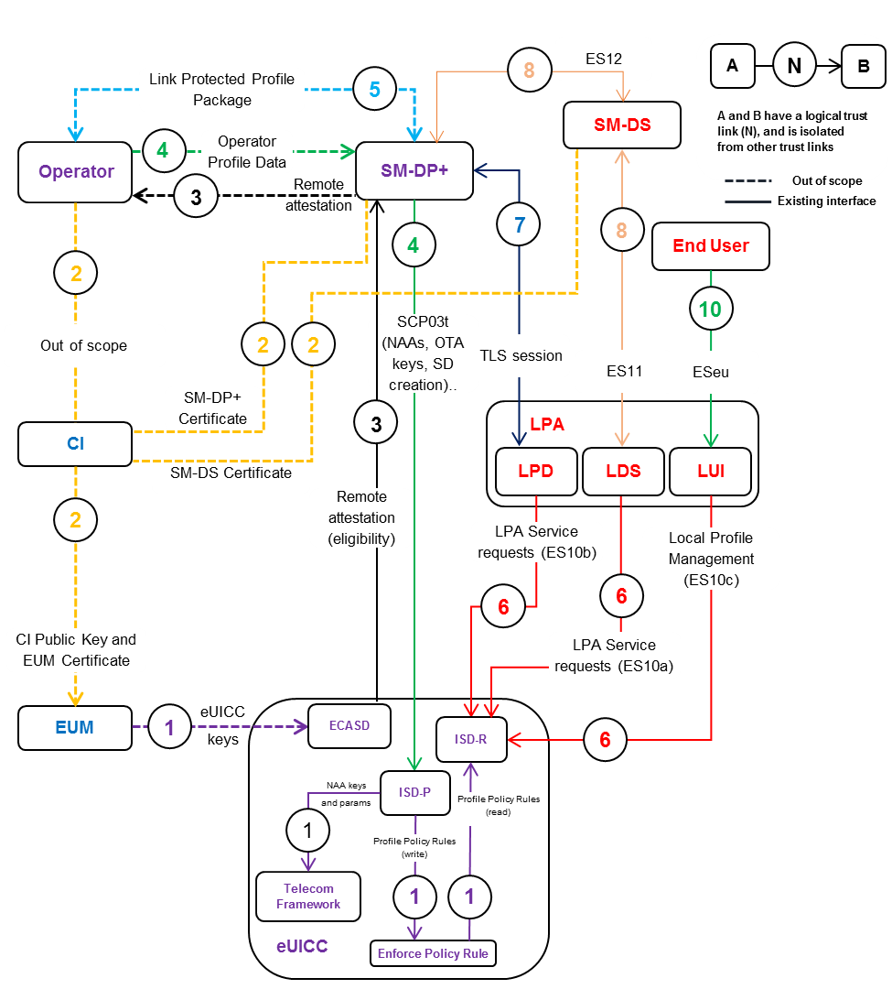 ES12
8
A
N
B
Link Protected Profile
Package
5
SM-DS
A and B have a logical trust
link (N), and is isolated
from other trust links
Operator
4
Operator
Profile Data
SM-DP+
Out of scope
Existing interface
3
Remote
attestation
7
8
End User
4
2
10
SCP03t
(NAAs, OTA
keys, SD
creation)..
Out of scope
2
2
TLS session
ES11
ESeu
SM-DP+
Certificate
3
LPA
CI
SM-DS Certificate
LPD
LDS
LUI
2
Remote
attestation
(eligibility)
LPA Service
requests (ES10b)
Local Profile
Management
(ES10c)
6
6
CI Public Key and
EUM Certificate
LPA Service
requests (ES10a)
EUM
1
eUICC
keys
ECASD
ISD-R
6
NAA keys
and params
ISD-P
Profile Policy Rules
(read)
1
Profile Policy Rules
(write)
Telecom
Framework
1
1
eUICC
Enforce Policy Rule